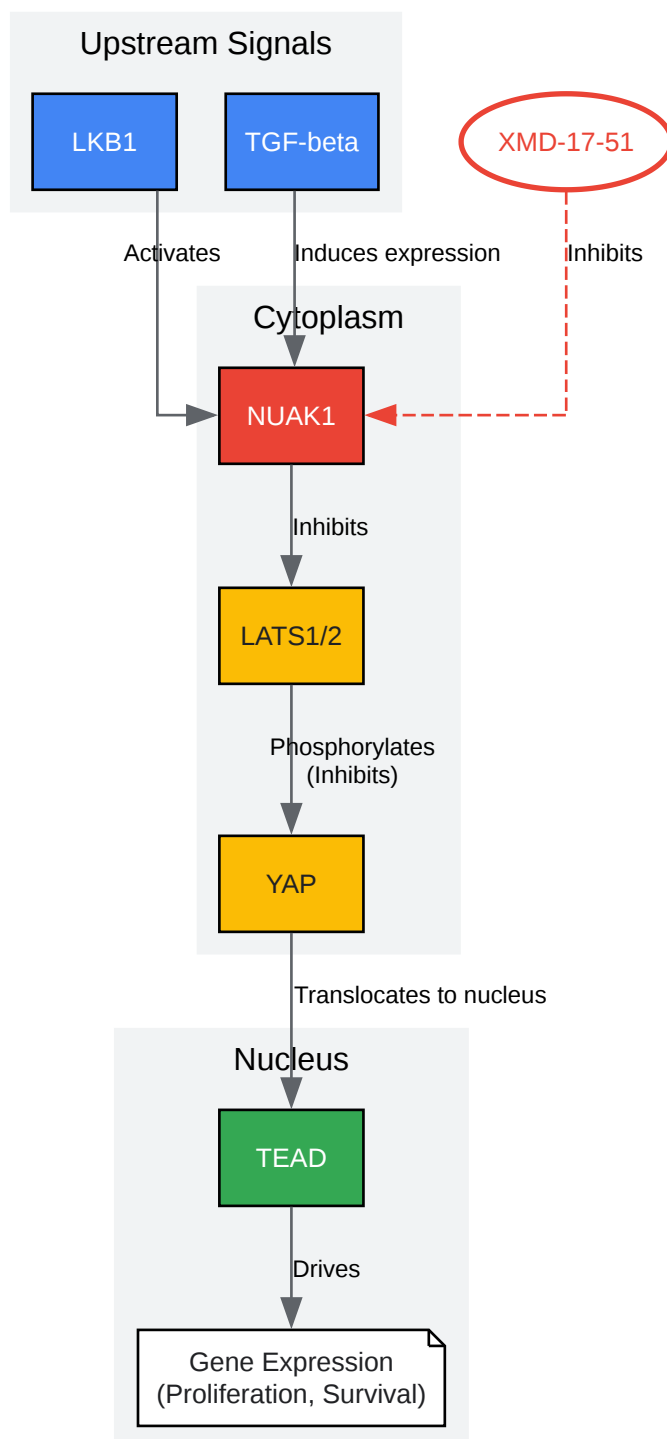 Upstream Signals
LKB1
TGF-beta
XMD-17-51
Activates
Induces expression
Inhibits
Cytoplasm
NUAK1
Inhibits
LATS1/2
Phosphorylates
(Inhibits)
YAP
Translocates to nucleus
Nucleus
TEAD
Drives
Gene Expression
(Proliferation, Survival)